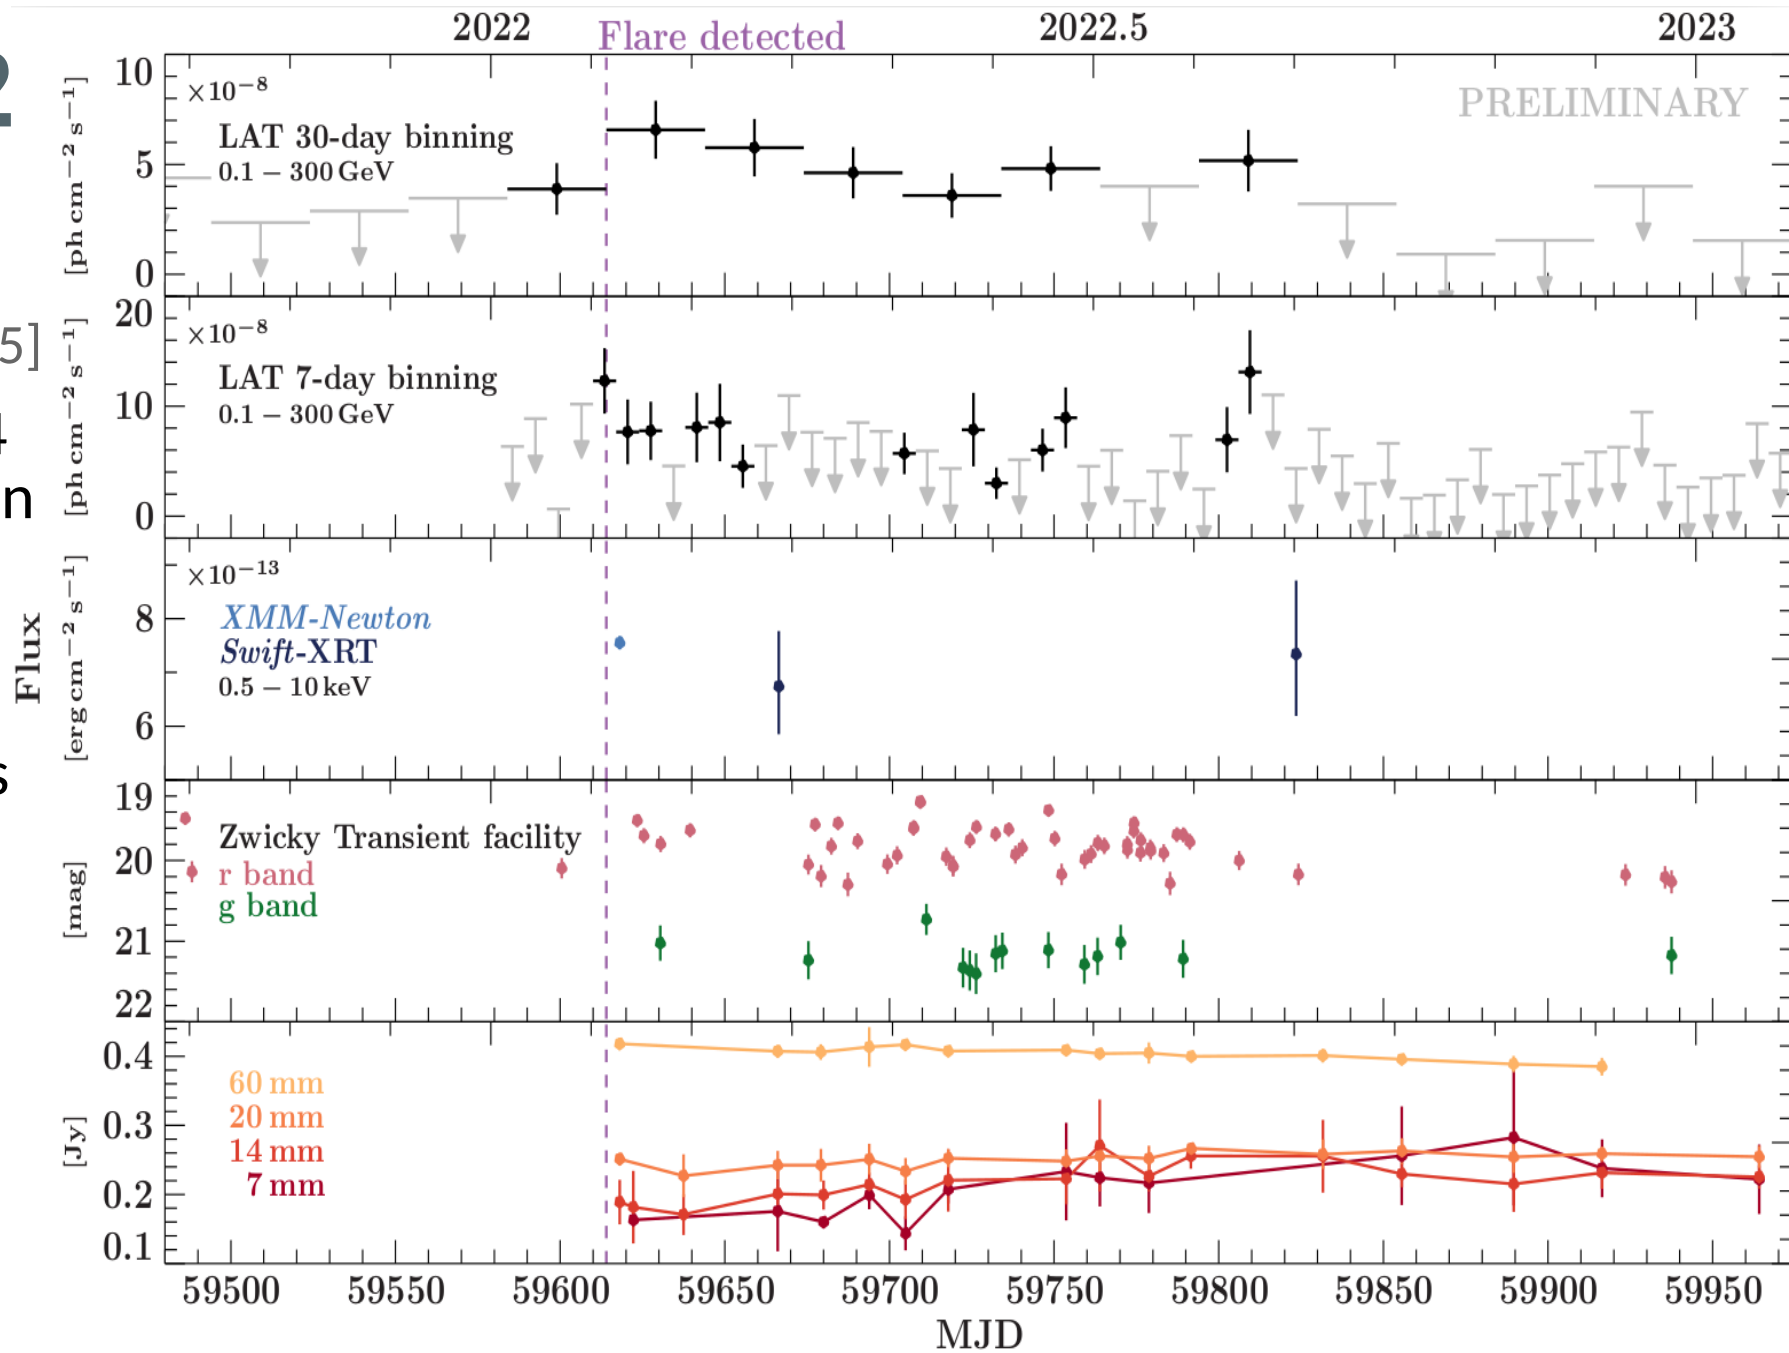 2022 2022.5 2023
Flare detected
2
5]
4
n
s
Flux
10
5
0
[ph cm⁻² s⁻¹]
×10⁻⁸
LAT 30-day binning
0.1 – 300 GeV
PRELIMINARY
20
10
0
[ph cm⁻² s⁻¹]
×10⁻⁸
LAT 7-day binning
0.1 – 300 GeV
8
6
[erg cm⁻² s⁻¹]
×10⁻¹³
XMM-Newton
Swift-XRT
0.5 – 10 keV
19
20
21
22
[mag]
Zwicky Transient facility
r band
g band
0.4
0.3
0.2
0.1
[Jy]
60 mm
20 mm
14 mm
7 mm
59500 59550 59600 59650 59700 59750 59800 59850 59900 59950
MJD